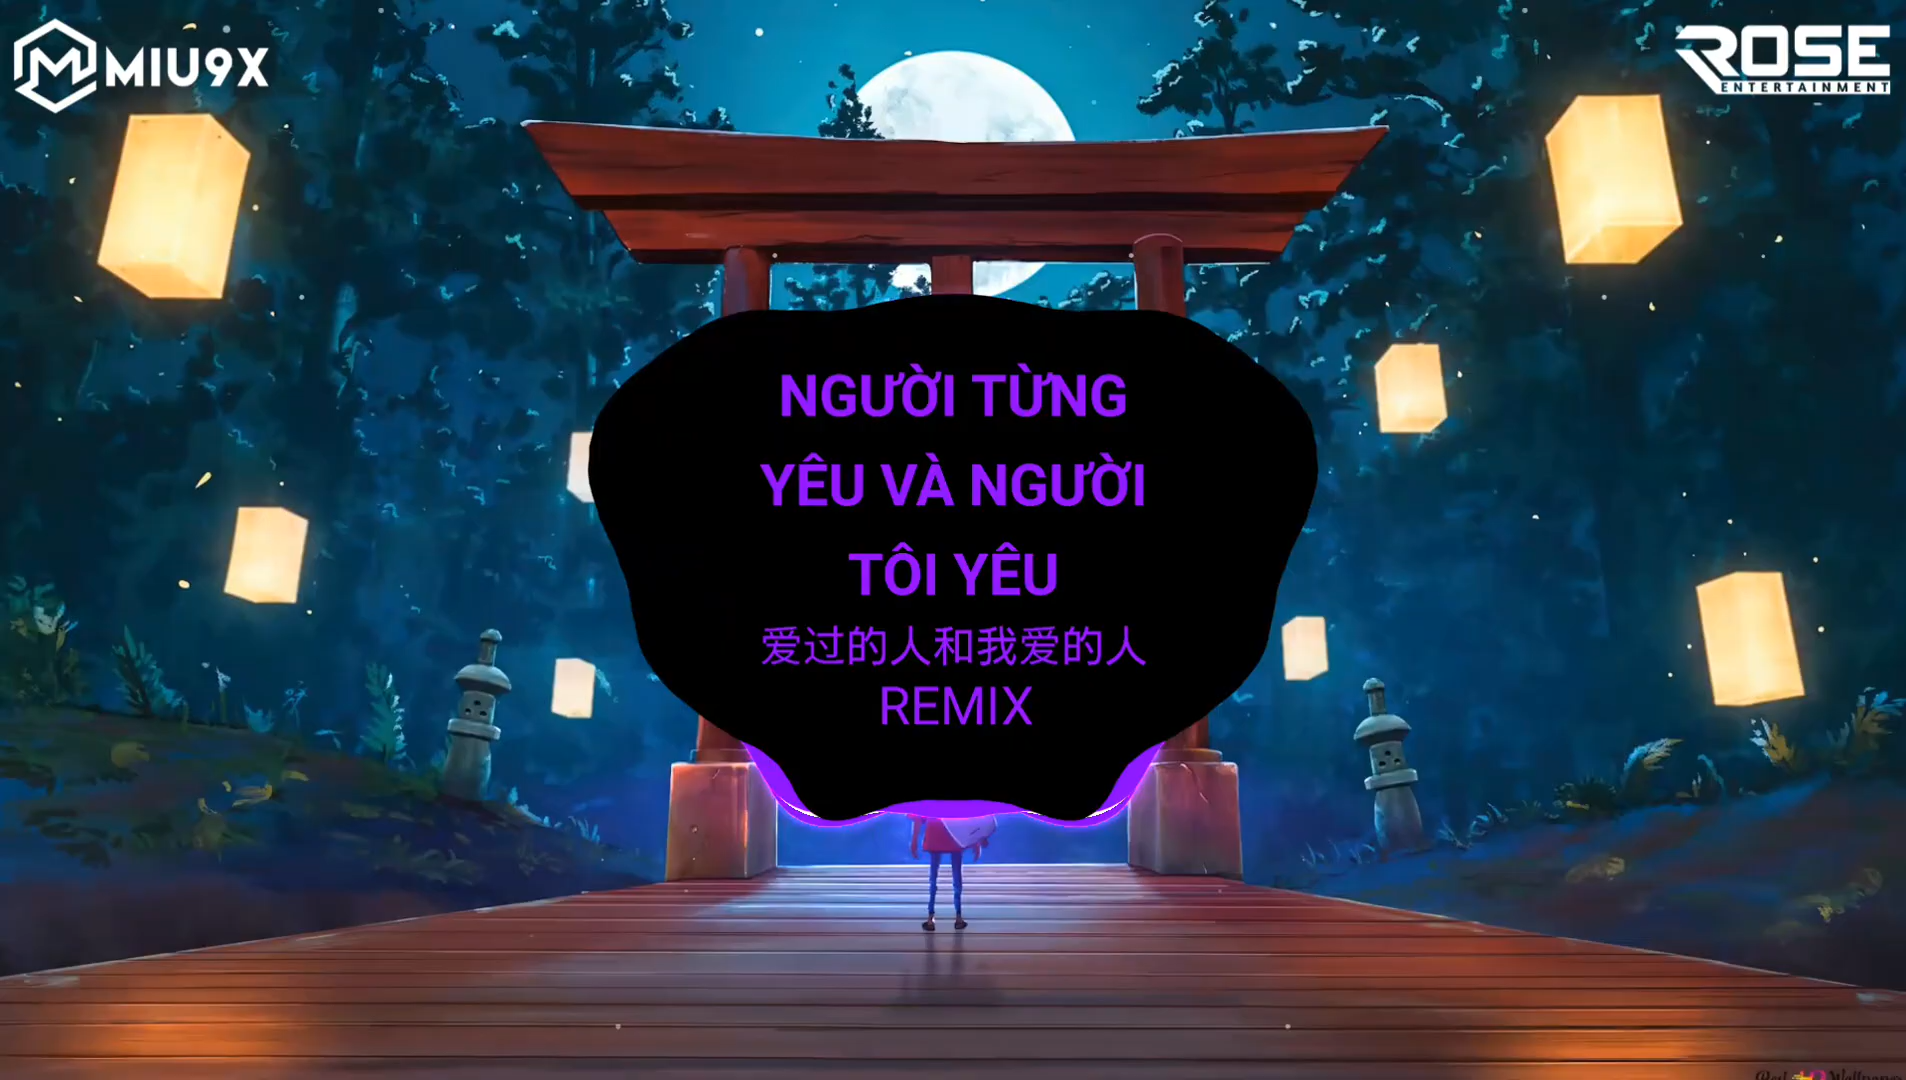 MIU9X
ROSE
ENTERTAINMENT
NGƯỜI TỪNG
YÊU VÀ NGƯỜI
TÔI YÊU
爱过的人和我爱的人
REMIX